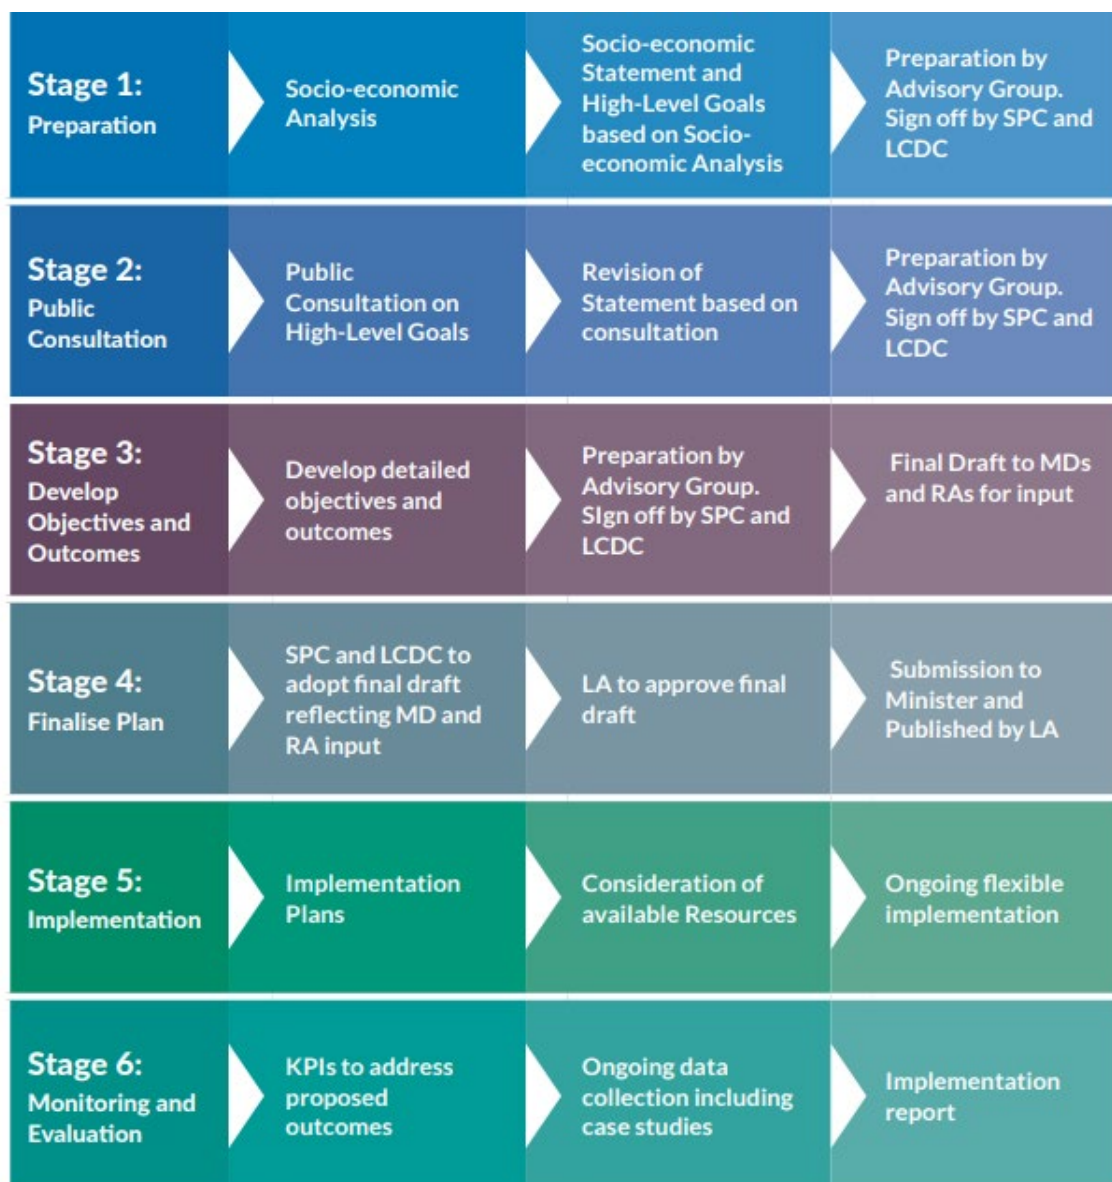 Stage 1:
Preparation
Socio-economic
Analysis
Socio-economic
Statement and
High-Level Goals
based on Socio-
economic Analysis
Preparation by
Advisory Group.
Sign off by SPC and
LCDC
Stage 2:
Public
Consultation
Public
Consultation on
High-Level Goals
Revision of
Statement based on
consultation
Preparation by
Advisory Group.
Sign off by SPC and
LCDC
Stage 3:
Develop
Objectives and
Outcomes
Develop detailed
objectives and
outcomes
Preparation by
Advisory Group.
SIgn off by SPC and
LCDC
Final Draft to MDs
and RAs for input
Stage 4:
Finalise Plan
SPC and LCDC to
adopt final draft
reflecting MD and
RA input
LA to approve final
draft
Submission to
Minister and
Published by LA
Stage 5:
Implementation
Implementation
Plans
Consideration of
available Resources
Ongoing flexible
implementation
Stage 6:
Monitoring and
Evaluation
KPIs to address
proposed
outcomes
Ongoing data
collection including
case studies
Implementation
report